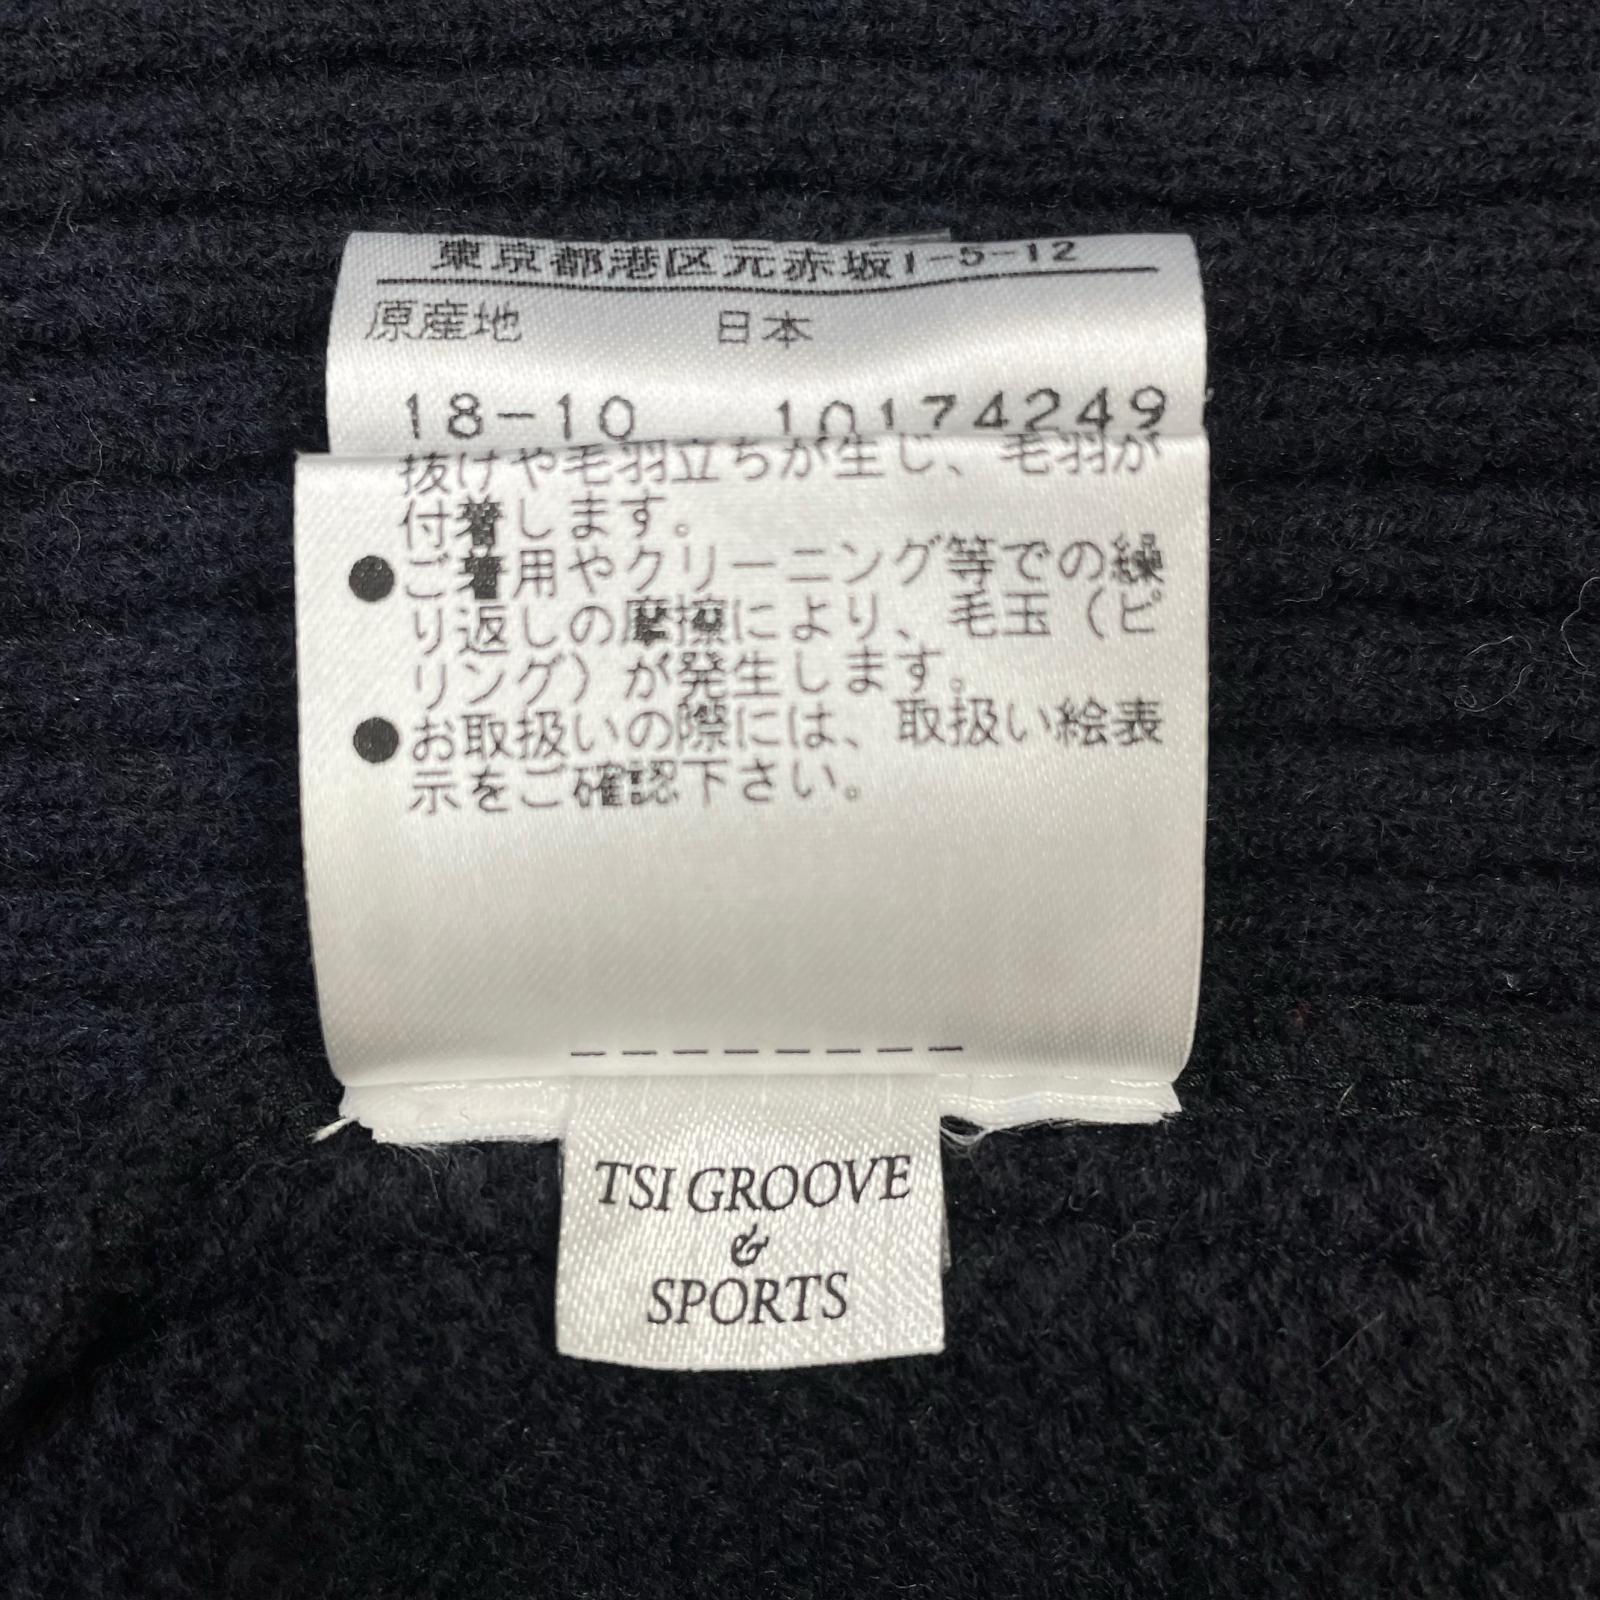 東京都港区元赤坂1-5-12
原産地 日本
18-10 10174249
抜けや毛羽立ちが生じ、毛羽が
付着します。
●ご着用やクリーニング等での繰
り返しの摩擦により、毛玉（ピ
リング）が発生します。
●お取扱いの際には、取扱い絵表
示をご確認下さい。
TSI GROOVE
&
SPORTS